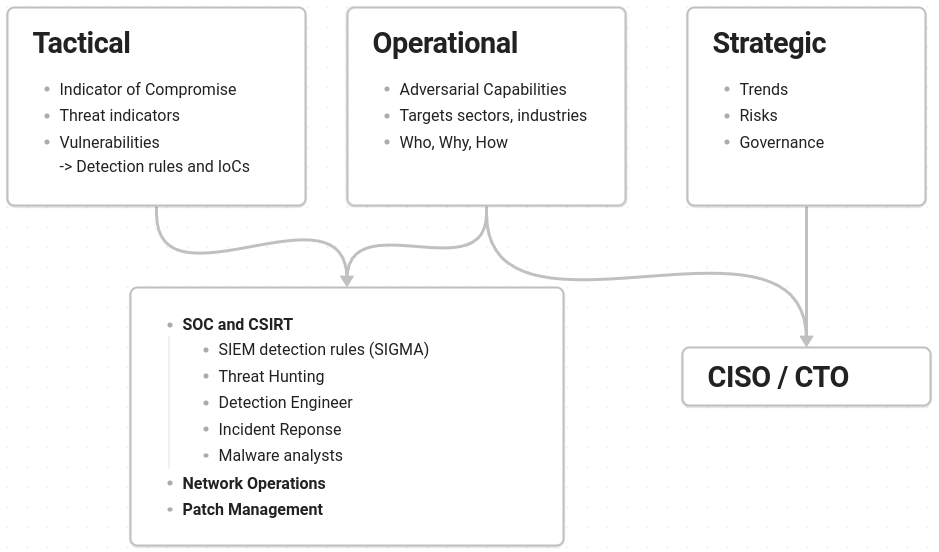 Tactical
Indicator of Compromise
Threat indicators
Vulnerabilities
-> Detection rules and IoCs
Operational
Adversarial Capabilities
Targets sectors, industries
Who, Why, How
Strategic
Trends
Risks
Governance
SOC and CSIRT
SIEM detection rules (SIGMA)
Threat Hunting
Detection Engineer
Incident Reponse
Malware analysts
Network Operations
Patch Management
CISO / CTO